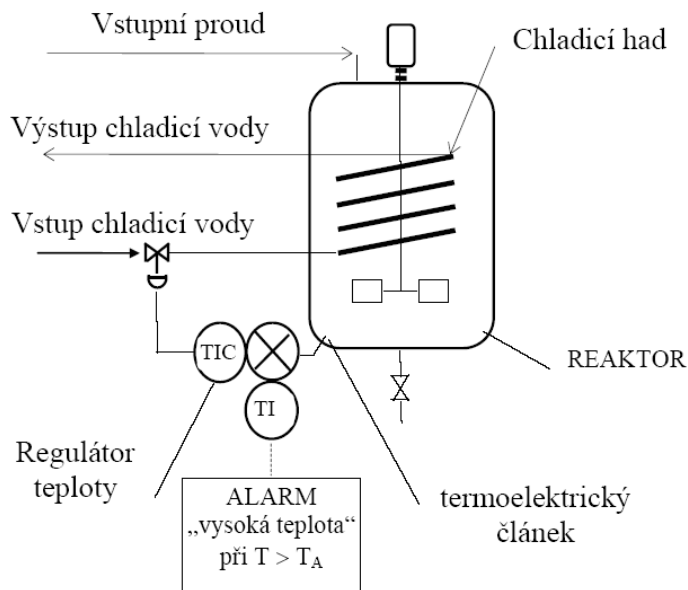 Vstupní proud
Chladicí had
Výstup chladicí vody
Vstup chladicí vody
TIC
TI
REAKTOR
Regulátor
teploty
ALARM
„vysoká teplota“
při T > T_A
termoelektrický
článek